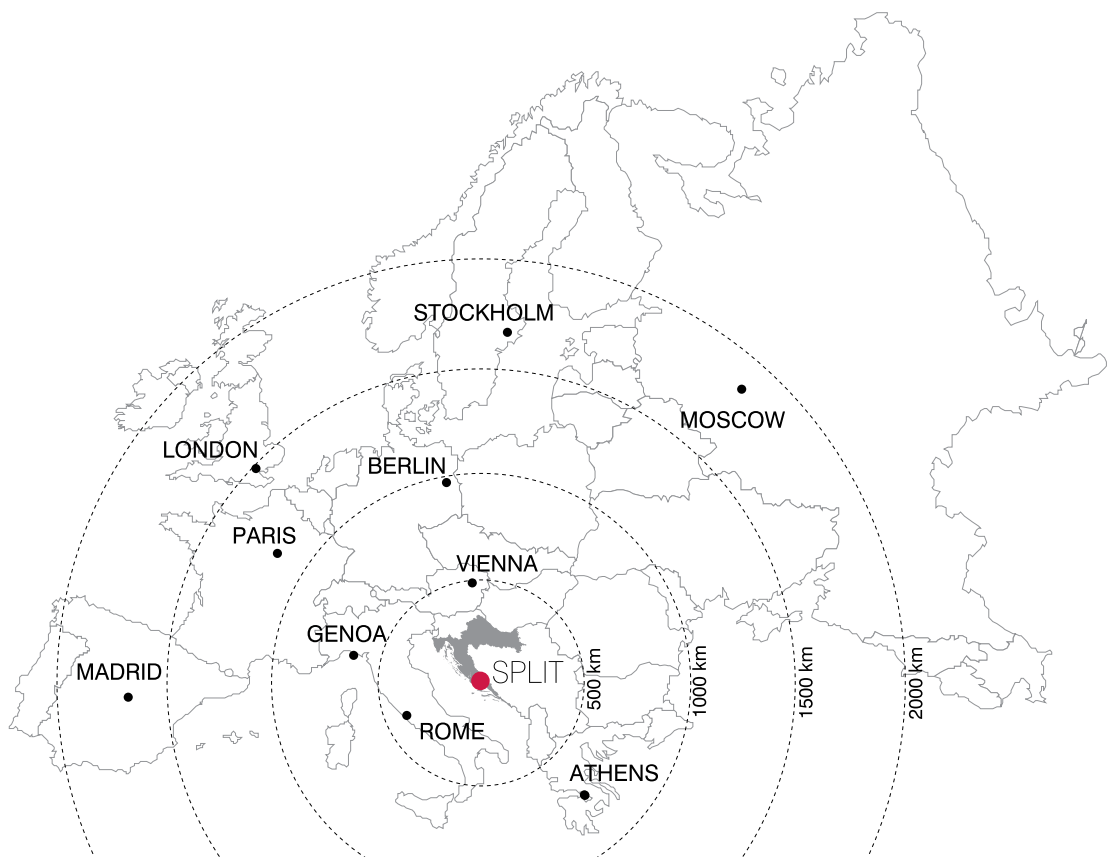 STOCKHOLM
MOSCOW
LONDON
BERLIN
PARIS
VIENNA
GENOA
MADRID
SPLIT
500 km
1000 km
1500 km
2000 km
ROME
ATHENS